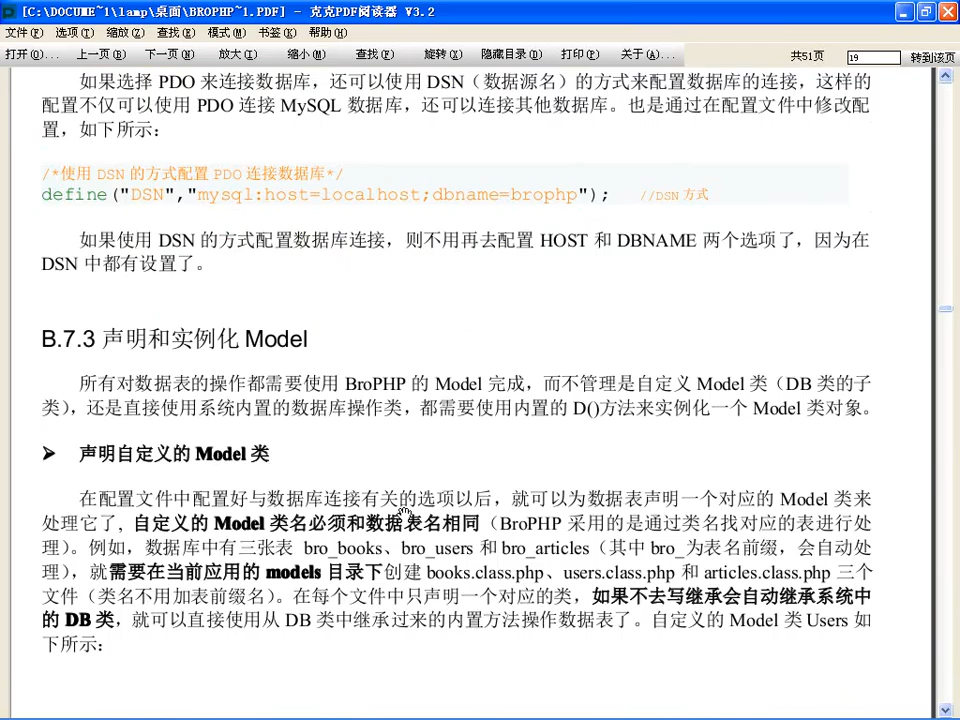 [C:\DOCUME~1\lamp\桌面\BROPHP~1.PDF] - 克克PDF阅读器 V3.2
文件(F) 选项(T) 缩放(Z) 查找(E) 模式(M) 书签(K) 帮助(H)
打开(O)... 上一页(B) 下一页(N) 放大(I) 缩小(M) 查找(F) 旋转(X) 隐藏目录(D) 打印(P) 关于(A)... 共51页 19 转到该页
如果选择 PDO 来连接数据库，还可以使用 DSN（数据源名）的方式来配置数据库的连接，这样的
配置不仅可以使用 PDO 连接 MySQL 数据库，还可以连接其他数据库。也是通过在配置文件中修改配
置，如下所示：
/*使用 DSN 的方式配置 PDO 连接数据库*/
define("DSN","mysql:host=localhost;dbname=brophp"); //DSN 方式
如果使用 DSN 的方式配置数据库连接，则不用再去配置 HOST 和 DBNAME 两个选项了，因为在
DSN 中都有设置了。
B.7.3 声明和实例化 Model
所有对数据表的操作都需要使用 BroPHP 的 Model 完成，而不管理是自定义 Model 类（DB 类的子
类），还是直接使用系统内置的数据库操作类，都需要使用内置的 D()方法来实例化一个 Model 类对象。
➢ 声明自定义的 Model 类
在配置文件中配置好与数据库连接有关的选项以后，就可以为数据表声明一个对应的 Model 类来
处理它了，自定义的 Model 类名必须和数据表名相同（BroPHP 采用的是通过类名找对应的表进行处
理）。例如，数据库中有三张表 bro_books、bro_users 和 bro_articles（其中 bro_为表名前缀，会自动处
理），就需要在当前应用的 models 目录下创建 books.class.php、users.class.php 和 articles.class.php 三个
文件（类名不用加表前缀名）。在每个文件中只声明一个对应的类，如果不去写继承会自动继承系统中
的 DB 类，就可以直接使用从 DB 类中继承过来的内置方法操作数据表了。自定义的 Model 类 Users 如
下所示：